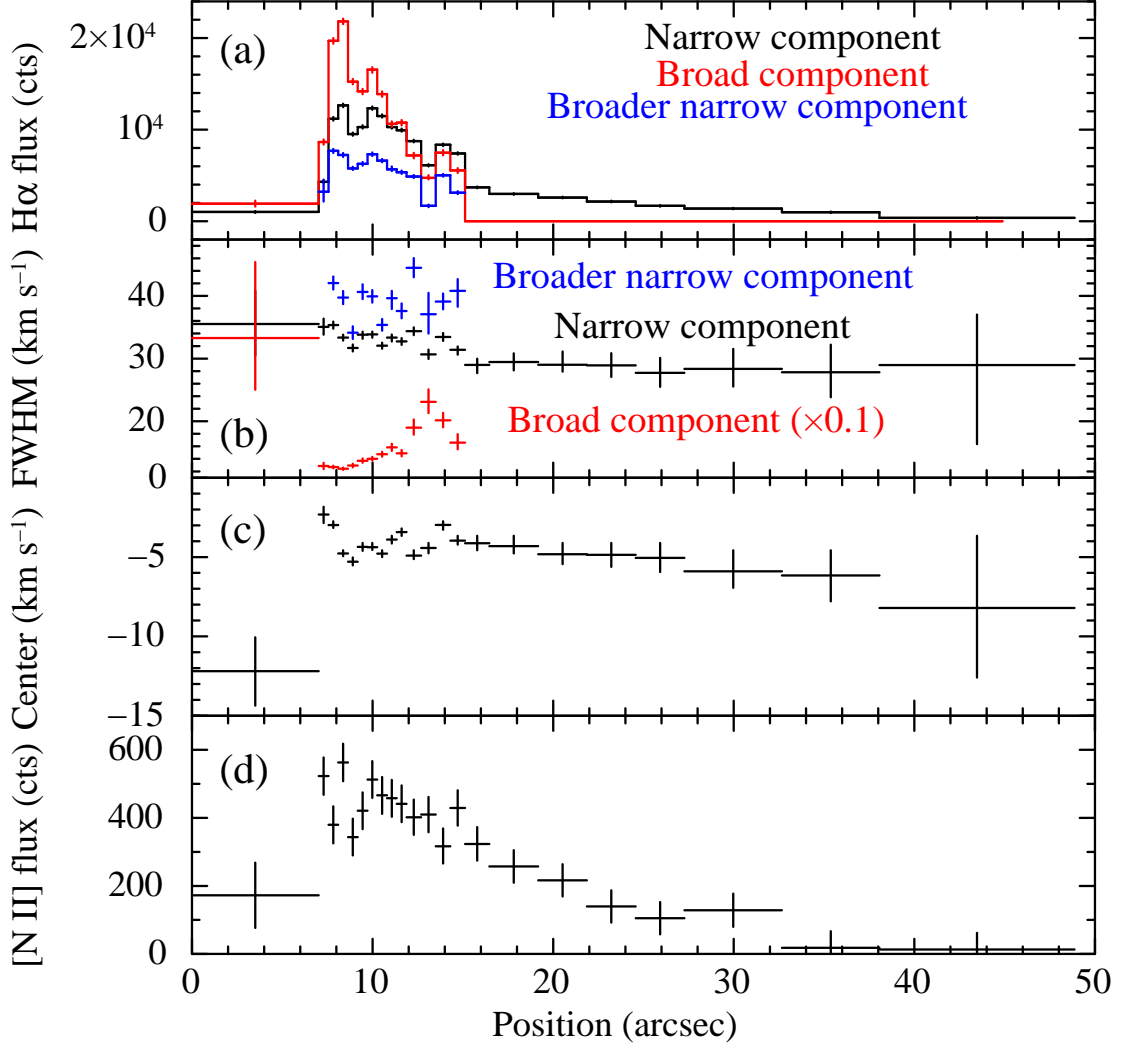 Hα flux (cts)
2×10⁴
10⁴
0
(a)
Narrow component
Broad component
Broader narrow component
FWHM (km s⁻¹)
40
30
20
0
(b)
Broader narrow component
Narrow component
Broad component (×0.1)
Center (km s⁻¹)
−5
−10
−15
(c)
[N II] flux (cts)
600
400
200
0
(d)
0 10 20 30 40 50
Position (arcsec)